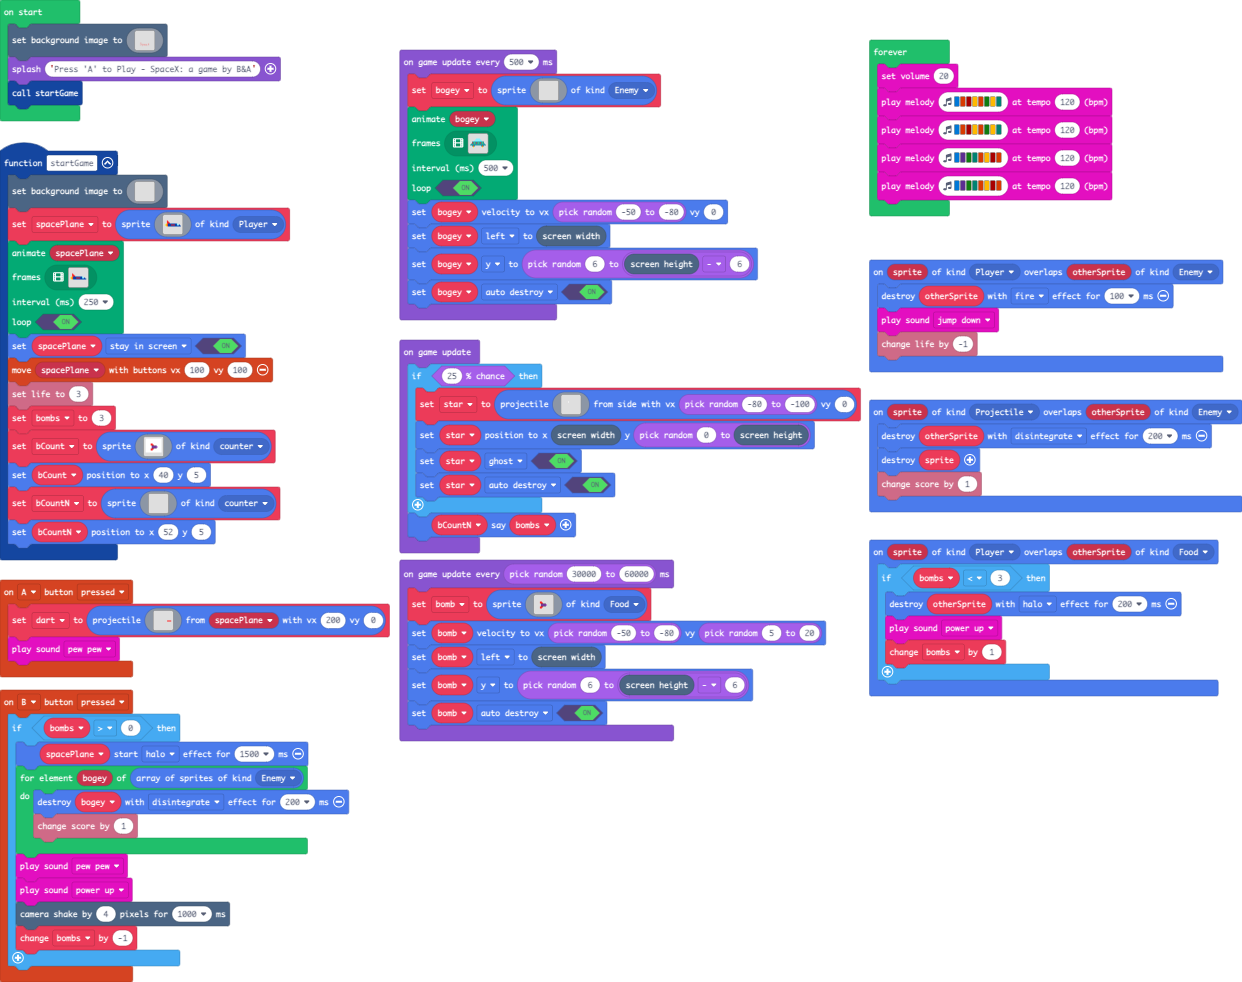 on start
set background image to
splash "Press 'A' to Play - SpaceX: a game by B&A"
call startGame
function startGame
set background image to
set spacePlane to sprite of kind Player
animate spacePlane
frames
interval (ms) 250
loop ON
set spacePlane stay in screen ON
move spacePlane with buttons vx 100 vy 100
set life to 3
set bombs to 3
set bCount to sprite of kind counter
set bCount position to x 40 y 5
set bCountN to sprite of kind counter
set bCountN position to x 52 y 5
on A button pressed
set dart to projectile from spacePlane with vx 200 vy 0
play sound pew pew
on B button pressed
if bombs > 0 then
spacePlane start halo effect for 1500 ms
for element bogey of array of sprites of kind Enemy
do destroy bogey with disintegrate effect for 200 ms
change score by 1
play sound pew pew
play sound power up
camera shake by 4 pixels for 1000 ms
change bombs by -1
on game update every 500 ms
set bogey to sprite of kind Enemy
animate bogey
frames
interval (ms) 500
loop ON
set bogey velocity to vx pick random -50 to -80 vy 0
set bogey left to screen width
set bogey y to pick random 6 to screen height - 6
set bogey auto destroy ON
on game update
if 25 % chance then
set star to projectile from side with vx pick random -80 to -100 vy 0
set star position to x screen width y pick random 0 to screen height
set star ghost ON
set star auto destroy ON
bCountN say bombs
on game update every pick random 30000 to 60000 ms
set bomb to sprite of kind Food
set bomb velocity to vx pick random -50 to -80 vy pick random 5 to 20
set bomb left to screen width
set bomb y to pick random 6 to screen height - 6
set bomb auto destroy ON
forever
set volume 20
play melody at tempo 120 (bpm)
play melody at tempo 120 (bpm)
play melody at tempo 120 (bpm)
play melody at tempo 120 (bpm)
on sprite of kind Player overlaps otherSprite of kind Enemy
destroy otherSprite with fire effect for 100 ms
play sound jump down
change life by -1
on sprite of kind Projectile overlaps otherSprite of kind Enemy
destroy otherSprite with disintegrate effect for 200 ms
destroy sprite
change score by 1
on sprite of kind Player overlaps otherSprite of kind Food
if bombs < 3 then
destroy otherSprite with halo effect for 200 ms
play sound power up
change bombs by 1